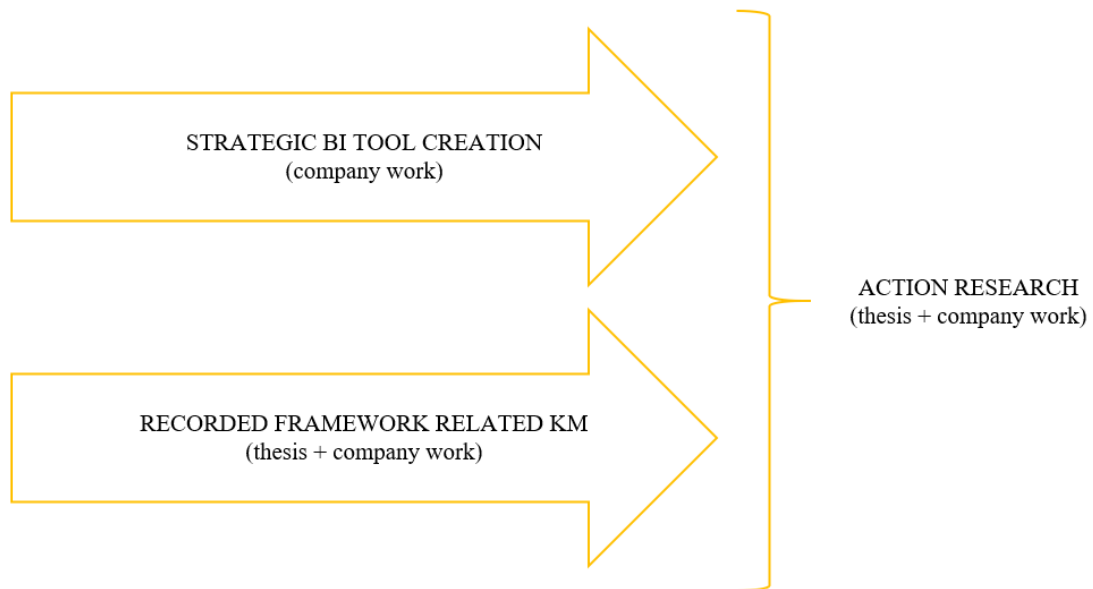 STRATEGIC BI TOOL CREATION
(company work)
ACTION RESEARCH
(thesis + company work)
RECORDED FRAMEWORK RELATED KM
(thesis + company work)